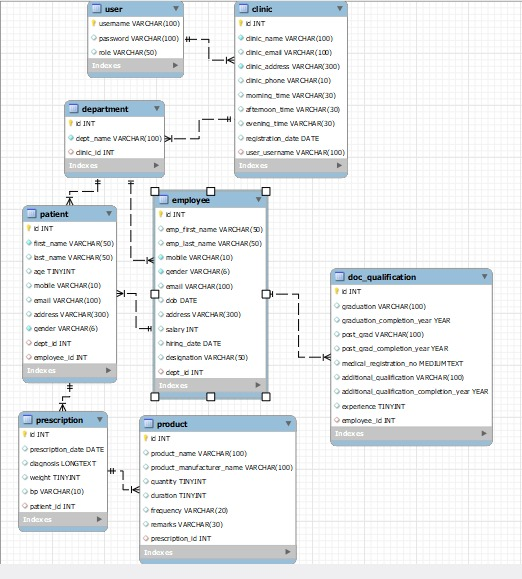 user
username VARCHAR(100)
password VARCHAR(100)
role VARCHAR(50)
Indexes
clinic
id INT
clinic_name VARCHAR(100)
clinic_email VARCHAR(100)
clinic_address VARCHAR(300)
clinic_phone VARCHAR(10)
morning_time VARCHAR(30)
afternoon_time VARCHAR(30)
evening_time VARCHAR(30)
registration_date DATE
user_username VARCHAR(100)
Indexes
department
id INT
dept_name VARCHAR(100)
clinic_id INT
Indexes
patient
id INT
first_name VARCHAR(50)
last_name VARCHAR(50)
age TINYINT
mobile VARCHAR(10)
email VARCHAR(100)
address VARCHAR(300)
gender VARCHAR(6)
dept_id INT
employee_id INT
Indexes
employee
id INT
emp_first_name VARCHAR(50)
emp_last_name VARCHAR(50)
mobile VARCHAR(10)
gender VARCHAR(6)
email VARCHAR(100)
dob DATE
address VARCHAR(300)
salary INT
hiring_date DATE
designation VARCHAR(50)
dept_id INT
Indexes
doc_qualification
id INT
graduation VARCHAR(100)
graduation_completion_year YEAR
post_grad VARCHAR(100)
post_grad_completion_year YEAR
medical_registration_no MEDIUMTEXT
additional_qualification VARCHAR(100)
additional_qualification_completion_year YEAR
experience TINYINT
employee_id INT
Indexes
prescription
id INT
prescription_date DATE
diagnosis LONGTEXT
weight TINYINT
bp VARCHAR(10)
patient_id INT
Indexes
product
id INT
product_name VARCHAR(100)
product_manufacturer_name VARCHAR(100)
quantity TINYINT
duration TINYINT
frequency VARCHAR(20)
remarks VARCHAR(30)
prescription_id INT
Indexes